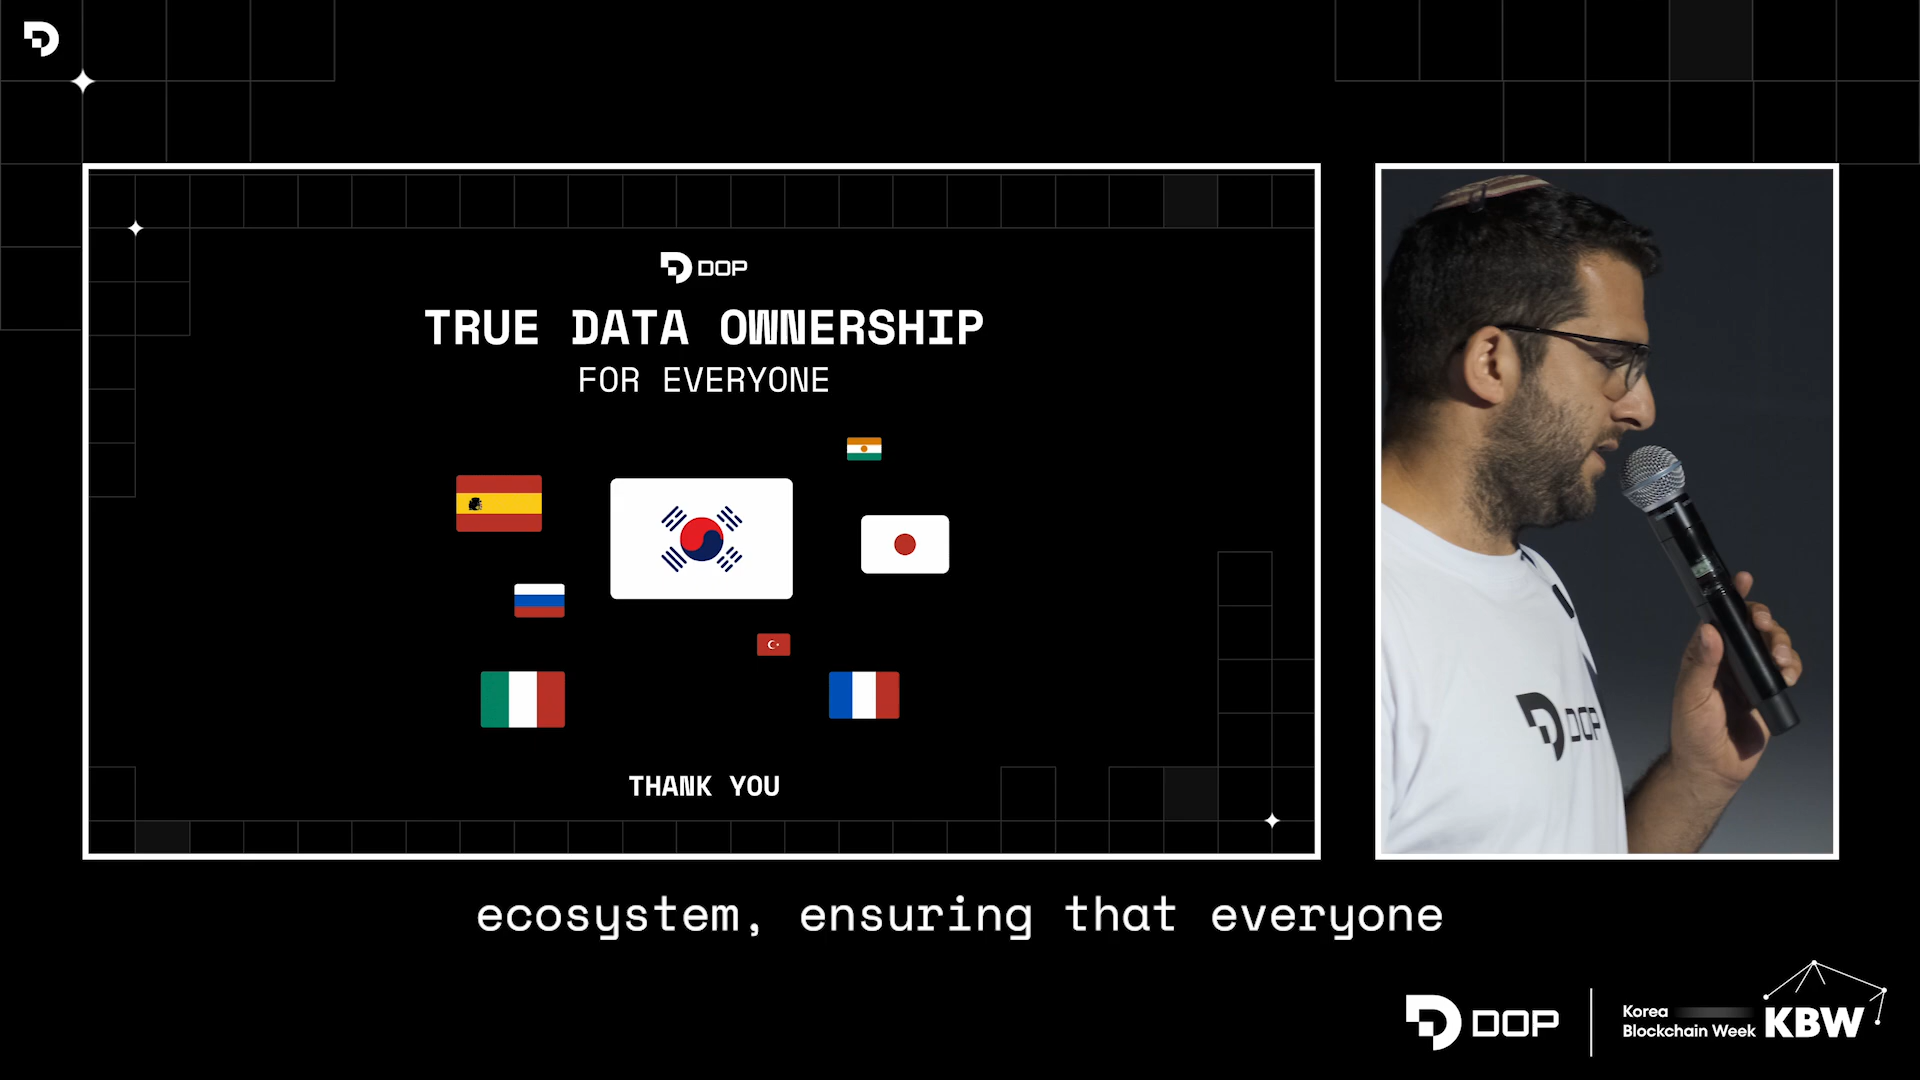 DOP
TRUE DATA OWNERSHIP
FOR EVERYONE
THANK YOU
DOP
ecosystem, ensuring that everyone
DOP
Korea
Blockchain Week
KBW